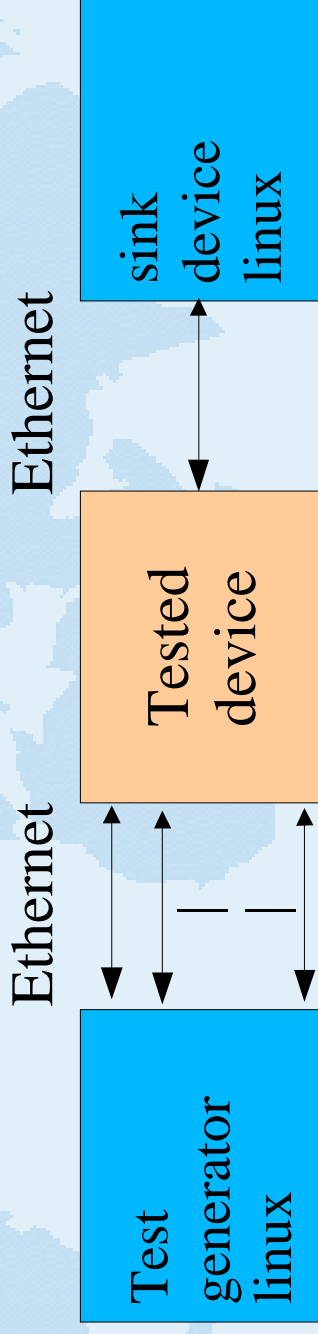 Ethernet
Ethernet
Test
generator
linux
Tested
device
sink
device
linux